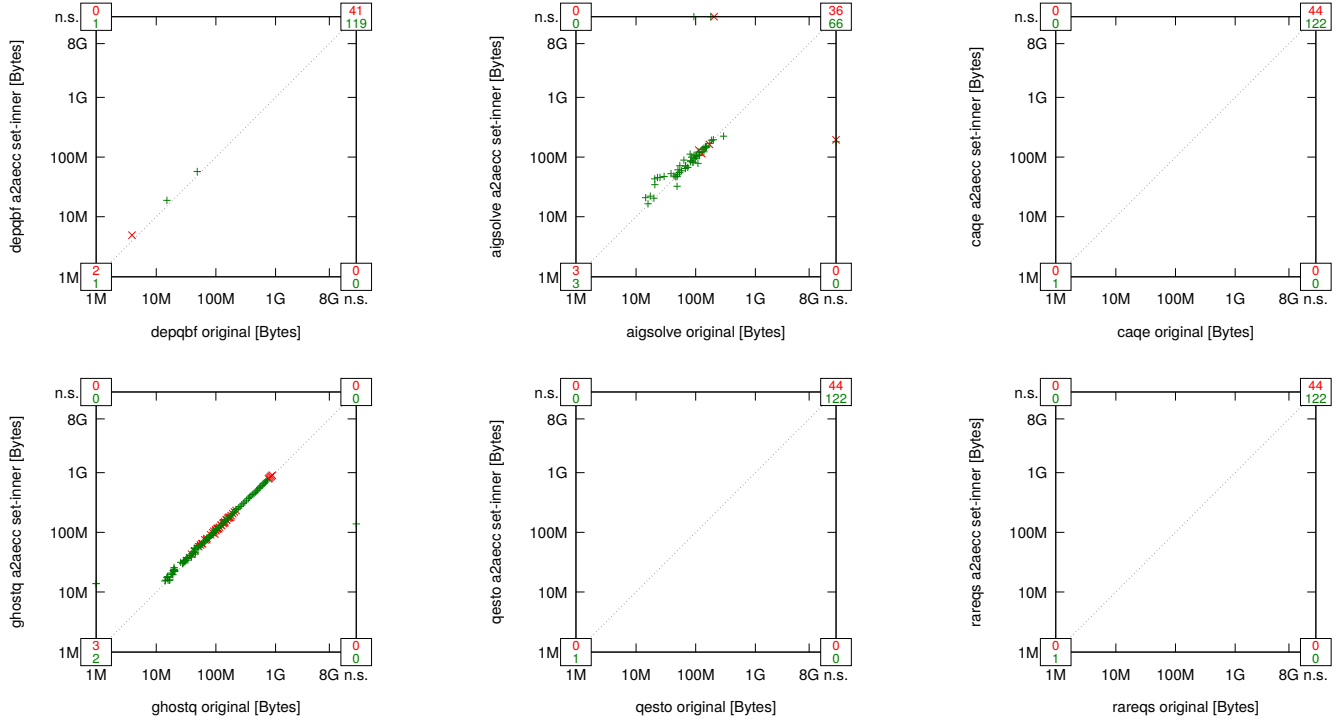 n.s. 0 41
1 119
8G
1G
100M
10M
1M 2 0
1 0
1M 10M 100M 1G 8G n.s.
depqbf a2aecc set-inner [Bytes]
depqbf original [Bytes]
n.s. 0 36
0 66
8G
1G
100M
10M
1M 3 0
3 0
1M 10M 100M 1G 8G n.s.
aigsolve a2aecc set-inner [Bytes]
aigsolve original [Bytes]
n.s. 0 44
0 122
8G
1G
100M
10M
1M 0 0
1 0
1M 10M 100M 1G 8G n.s.
caqe a2aecc set-inner [Bytes]
caqe original [Bytes]
n.s. 0 0
0 0
8G
1G
100M
10M
1M 3 0
2 0
1M 10M 100M 1G 8G n.s.
ghostq a2aecc set-inner [Bytes]
ghostq original [Bytes]
n.s. 0 44
0 122
8G
1G
100M
10M
1M 0 0
1 0
1M 10M 100M 1G 8G n.s.
qesto a2aecc set-inner [Bytes]
qesto original [Bytes]
n.s. 0 44
0 122
8G
1G
100M
10M
1M 0 0
1 0
1M 10M 100M 1G 8G n.s.
rareqs a2aecc set-inner [Bytes]
rareqs original [Bytes]